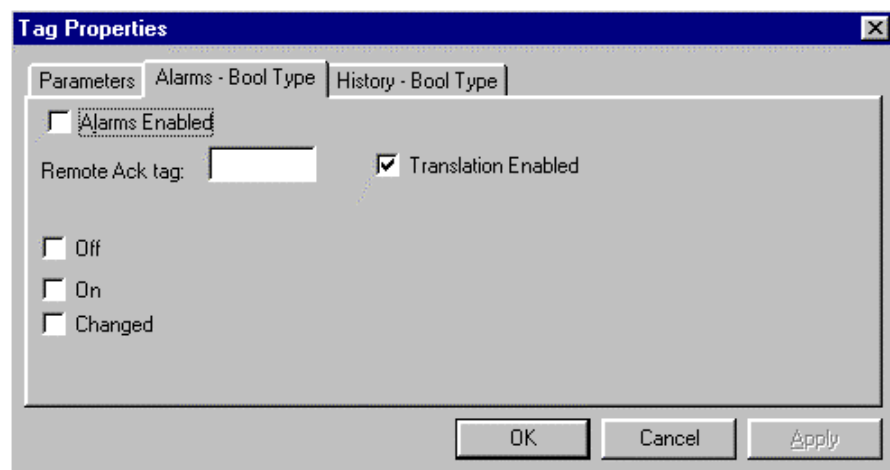 Tag Properties
Parameters Alarms - Bool Type History - Bool Type
Alarms Enabled
Remote Ack tag: Translation Enabled
Off
On
Changed
OK Cancel Apply